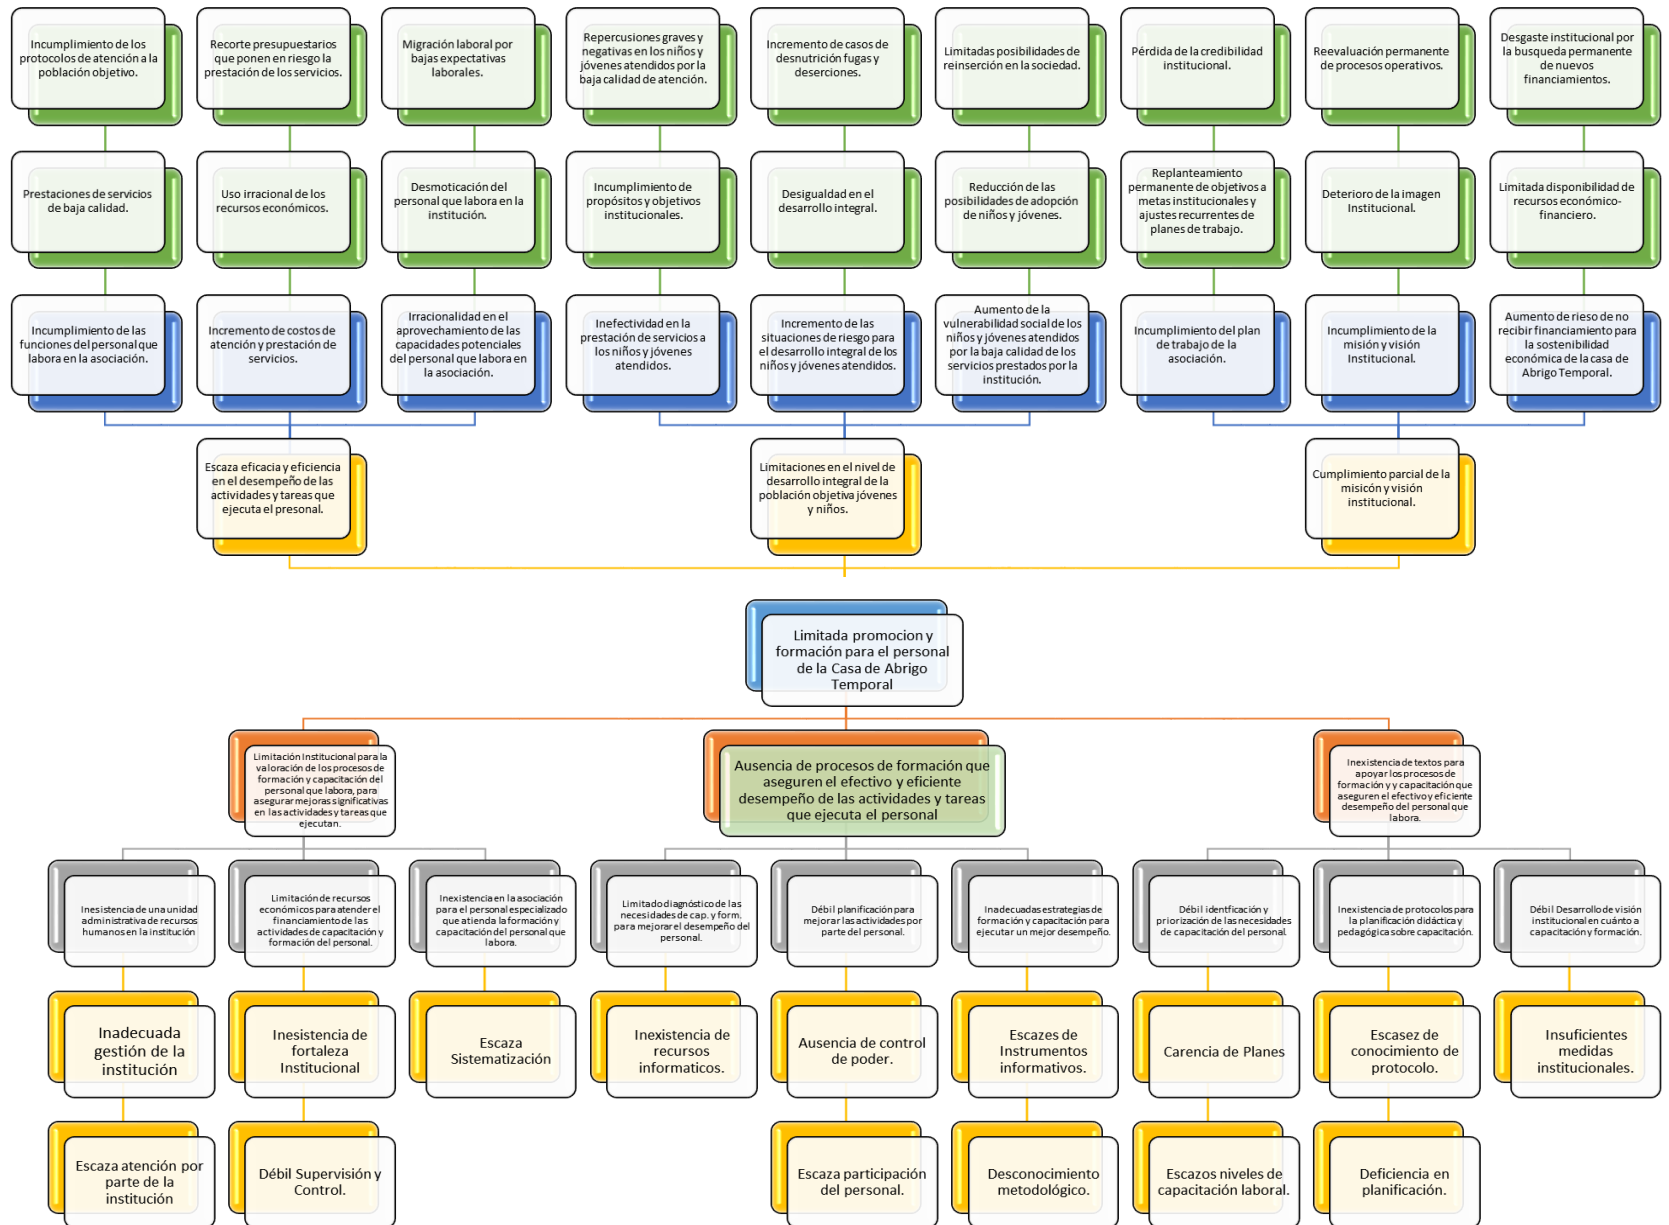 Incumplimiento de los
protocolos de atención a la
población objetivo.
Recorte presupuestarios
que ponen en riesgo la
prestación de los servicios.
Migración laboral por
bajas expectativas
laborales.
Repercusiones graves y
negativas en los niños y
jóvenes atendidos por la
baja calidad de atención.
Incremento de casos de
desnutrición fugas y
deserciones.
Limitadas posibilidades de
reinserción en la sociedad.
Pérdida de la credibilidad
institucional.
Reevaluación permanente
de procesos operativos.
Desgaste institucional por
la busqueda permanente
de nuevos
financiamientos.
Prestaciones de servicios
de baja calidad.
Uso irracional de los
recursos económicos.
Desmoticación del
personal que labora en la
institución.
Incumplimiento de
propósitos y objetivos
institucionales.
Desigualdad en el
desarrollo integral.
Reducción de las
posibilidades de adopción
de niños y jóvenes.
Replanteamiento
permanente de objetivos a
metas institucionales y
ajustes recurrentes de
planes de trabajo.
Deterioro de la imagen
Institucional.
Limitada disponibilidad de
recursos económico-
financiero.
Incumplimiento de las
funciones del personal que
labora en la asociación.
Incremento de costos de
atención y prestación de
servicios.
Irracionalidad en el
aprovechamiento de las
capacidades potenciales
del personal que labora en
la asociación.
Inefectividad en la
prestación de servicios a
los niños y jóvenes
atendidos.
Incremento de las
situaciones de riesgo para
el desarrollo integral de los
niños y jóvenes atendidos.
Aumento de la
vulnerabilidad social de los
niños y jóvenes atendidos
por la baja calidad de los
servicios prestados por la
institución.
Incumplimiento del plan
de trabajo de la
asociación.
Incumplimiento de la
misión y visión
Institucional.
Aumento de rieso de no
recibir financiamiento para
la sostenibilidad
económica de la casa de
Abrigo Temporal.
Escaza eficacia y eficiencia
en el desempeño de las
actividades y tareas que
ejecuta el presonal.
Limitaciones en el nivel de
desarrollo integral de la
población objetiva jóvenes
y niños.
Cumplimiento parcial de la
misicón y visión
institucional.
Limitada promocion y
formación para el personal
de la Casa de Abrigo
Temporal
Limitación Institucional para la
valoración de los procesos de
formación y capacitación del
personal que labora, para
asegurar mejoras significativas
en las actividades y tareas que
ejecutan.
Ausencia de procesos de formación que
aseguren el efectivo y eficiente
desempeño de las actividades y tareas
que ejecuta el personal
Inexistencia de textos para
apoyar los procesos de
formación y y capacitación que
aseguren el efectivo y eficiente
desempeño del personal que
labora.
Inesistencia de una unidad
administrativa de recursos
humanos en la institución
Limitación de recursos
económicos para atender el
financiamiento de las
actividades de capacitación y
formación del personal.
Inexistencia en la asociación
para el personal especializado
que atienda la formación y
capacitación del personal que
labora.
Limitado diagnóstico de las
necesidades de cap. y form.
para mejorar el desempeño del
personal.
Débil planificación para
mejorar las actividades por
parte del personal.
Inadecuadas estrategias de
formación y capacitación para
ejecutar un mejor desempeño.
Débil identficación y
priorización de las necesidades
de capacitación del personal.
Inexistencia de protocolos para
la planificación didáctica y
pedagógica sobre capacitación.
Débil Desarrollo de visión
institucional en cuánto a
capacitación y formación.
Inadecuada
gestión de la
institución
Inesistencia de
fortaleza
Institucional
Escaza
Sistematización
Inexistencia de
recursos
informaticos.
Ausencia de control
de poder.
Escazes de
Instrumentos
informativos.
Carencia de Planes
Escasez de
conocimiento de
protocolo.
Insuficientes
medidas
institucionales.
Escaza atención por
parte de la
institución
Débil Supervisión y
Control.
Escaza participación
del personal.
Desconocimiento
metodológico.
Escazos niveles de
capacitación laboral.
Deficiencia en
planificación.